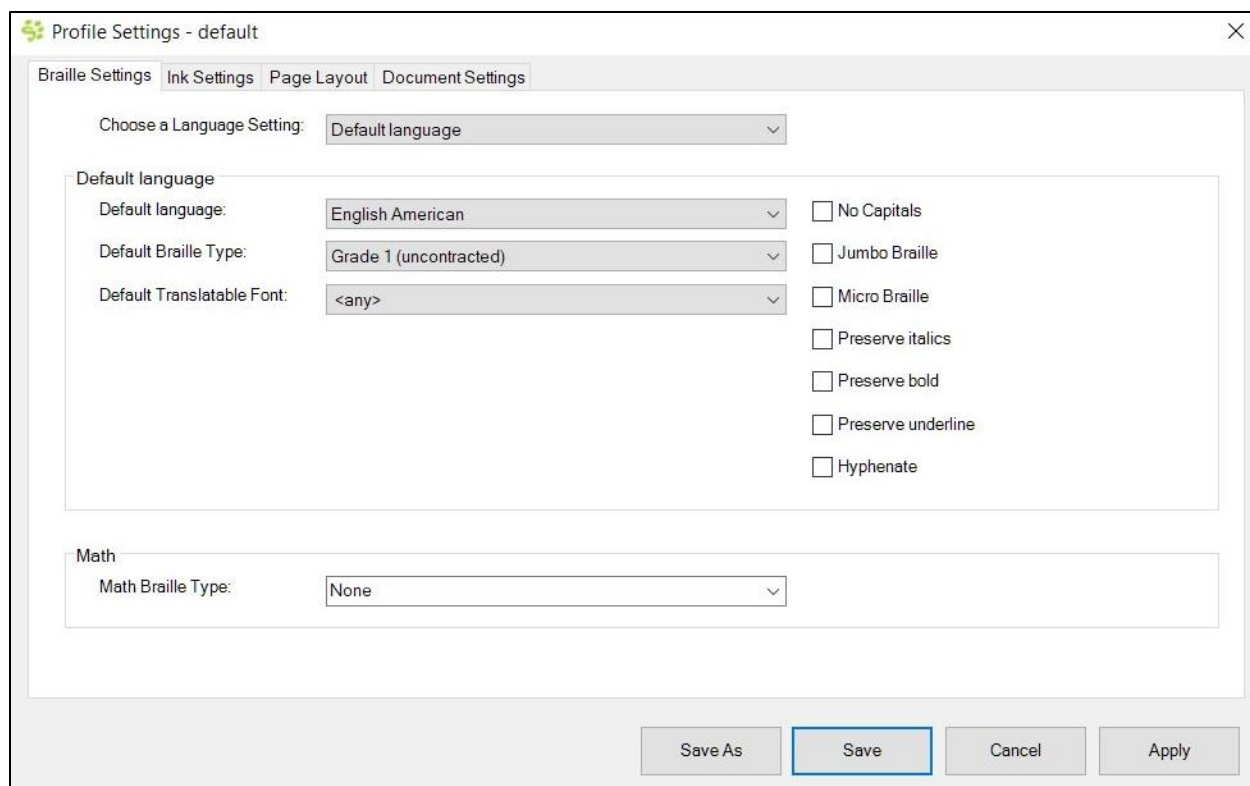 Profile Settings - default
Braille Settings Ink Settings Page Layout Document Settings
Choose a Language Setting: Default language
Default language
Default language: English American
No Capitals
Default Braille Type: Grade 1 (uncontracted)
Jumbo Braille
Default Translatable Font: <any>
Micro Braille
Preserve italics
Preserve bold
Preserve underline
Hyphenate
Math
Math Braille Type: None
Save As Save Cancel Apply